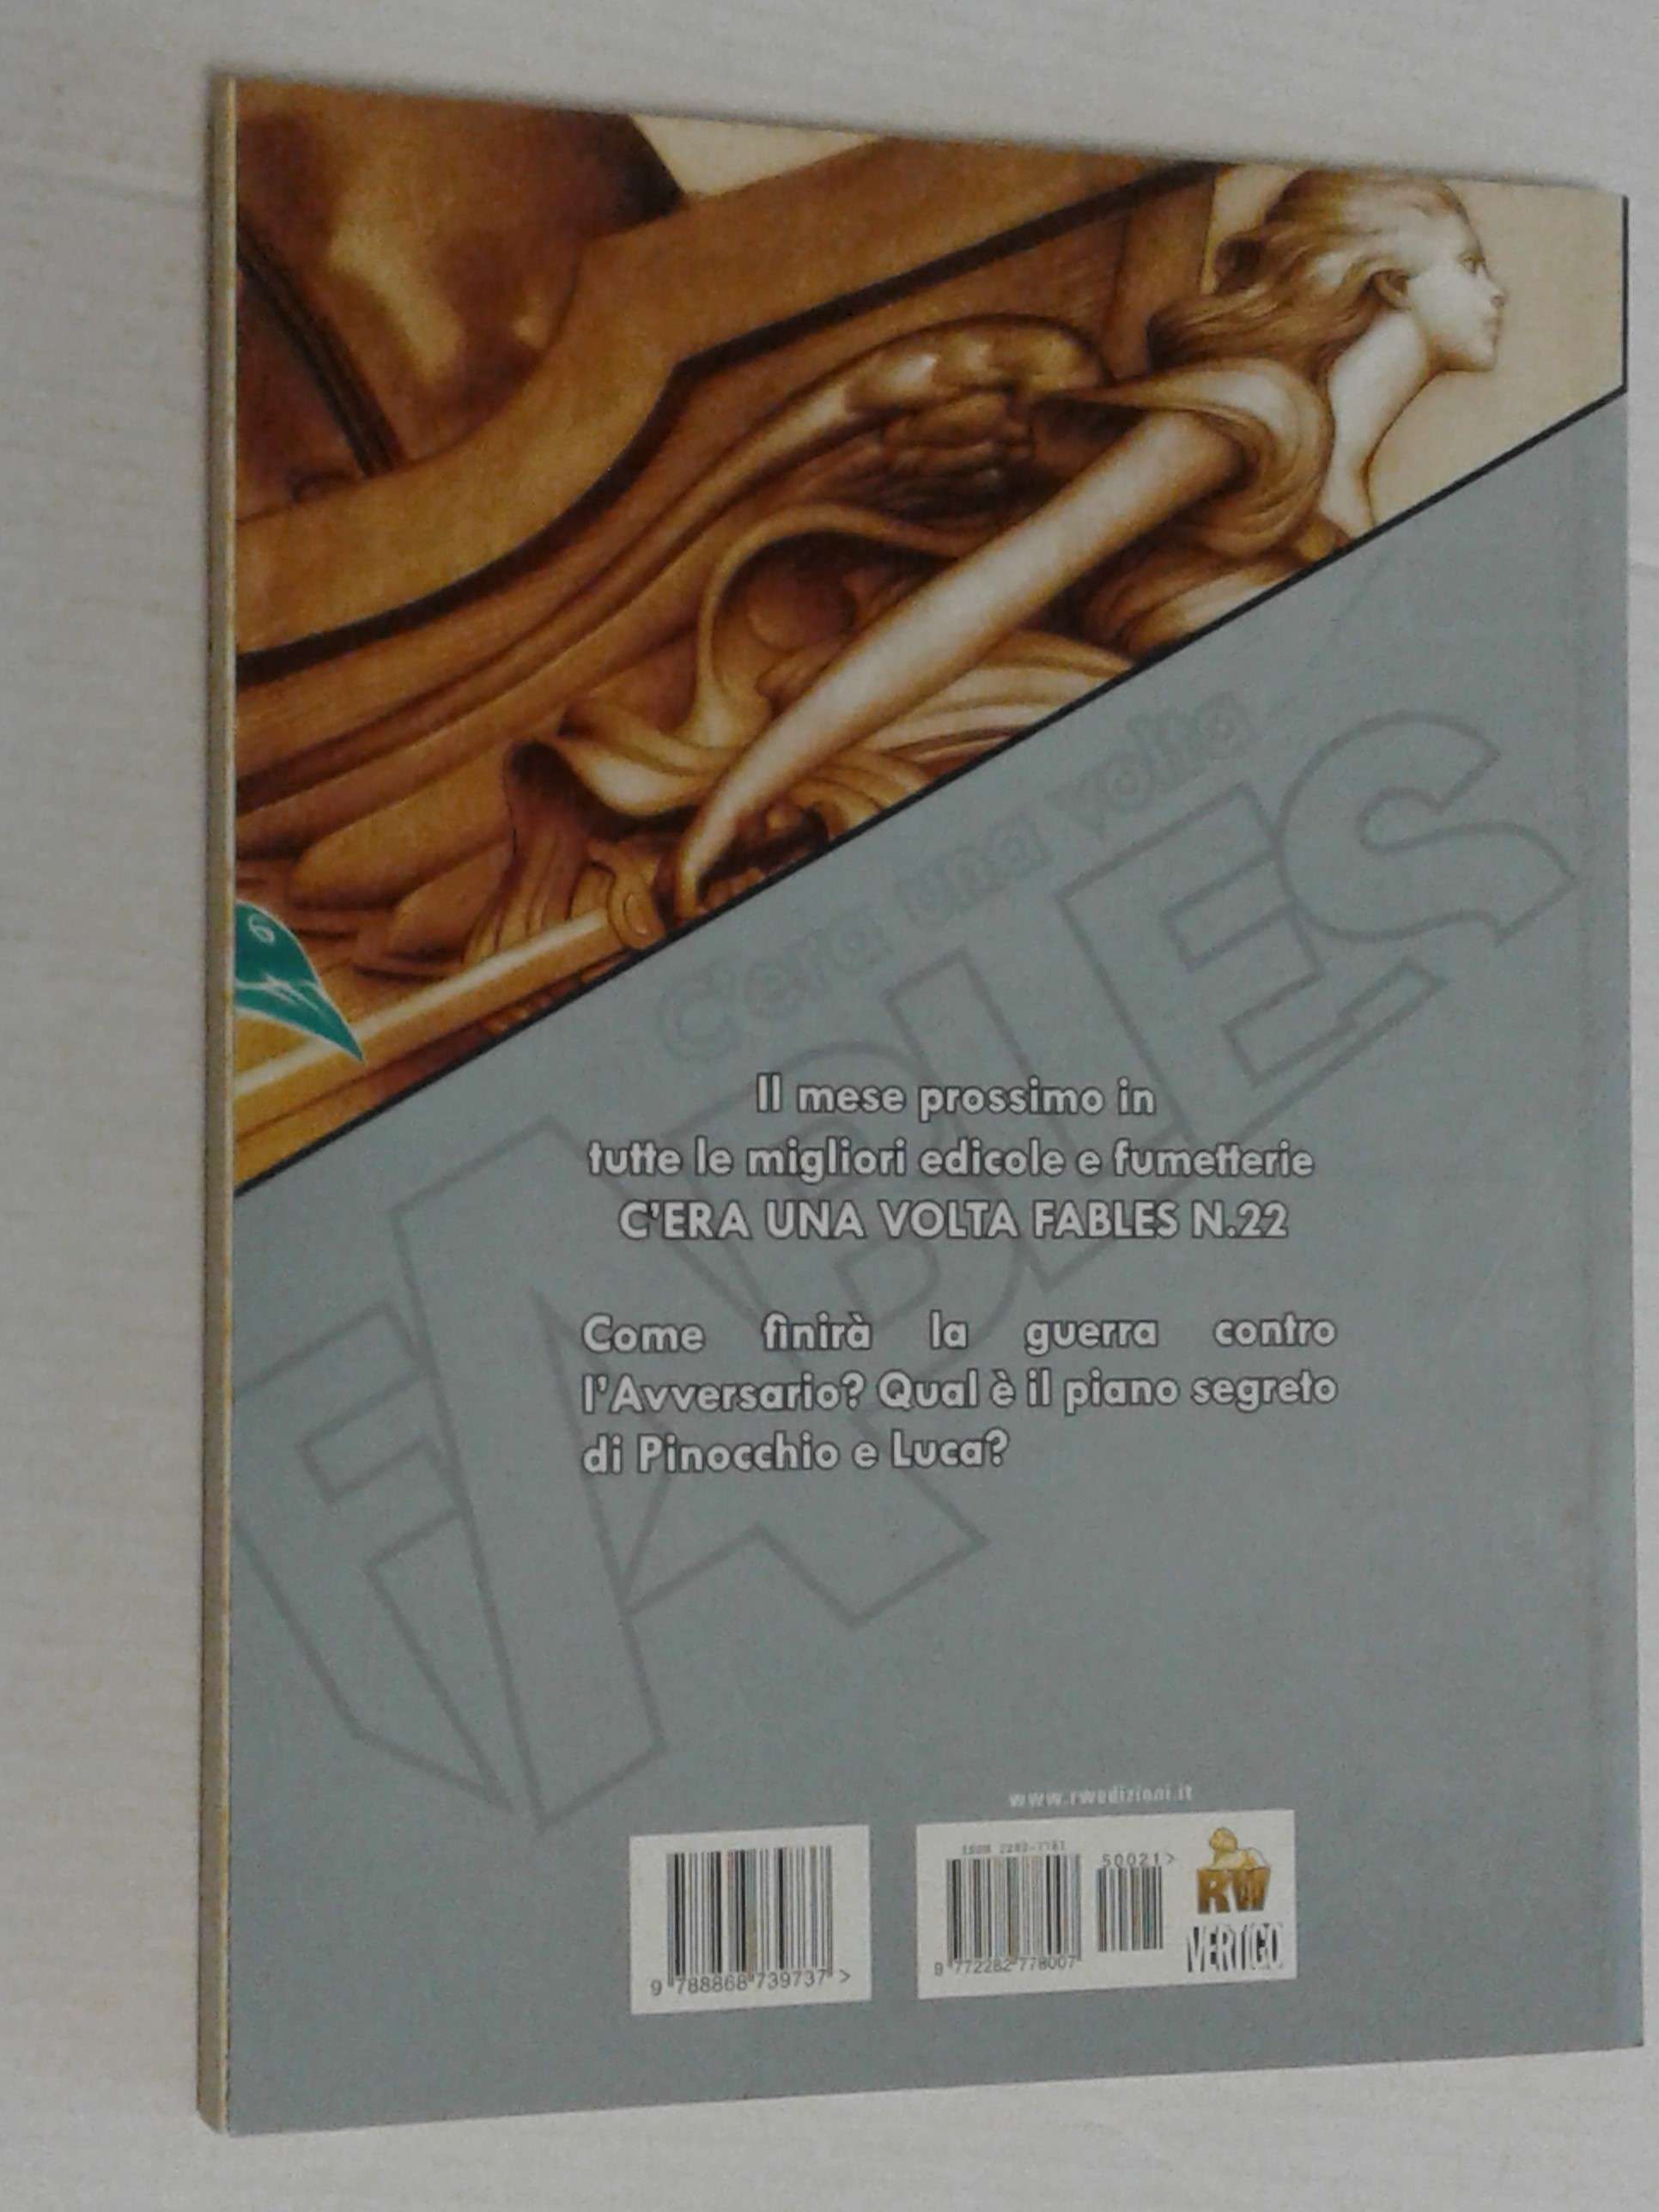 6
C'era una volta
FABLES
Il mese prossimo in
tutte le migliori edicole e fumetterie
C'ERA UNA VOLTA FABLES N.22
Come finirà la guerra contro
l'Avversario? Qual è il piano segreto
di Pinocchio e Luca?
www.rwedizioni.it
9 788868 739737 >
50021 >
9 772282 778007
RW
VERTIGO